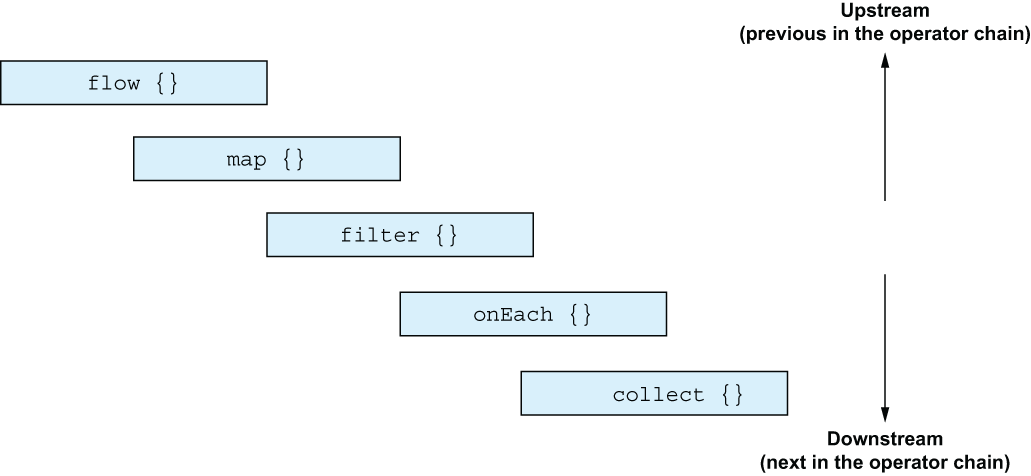 Upstream
(previous in the operator chain)
flow {}
map {}
filter {}
onEach {}
collect {}
Downstream
(next in the operator chain)